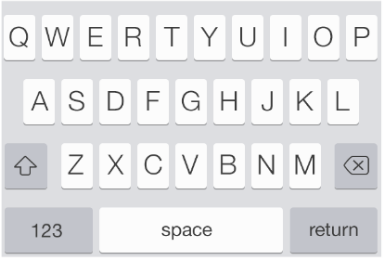 Q W E R T Y U I O P
A S D F G H J K L
Z X C V B N M
123 space return